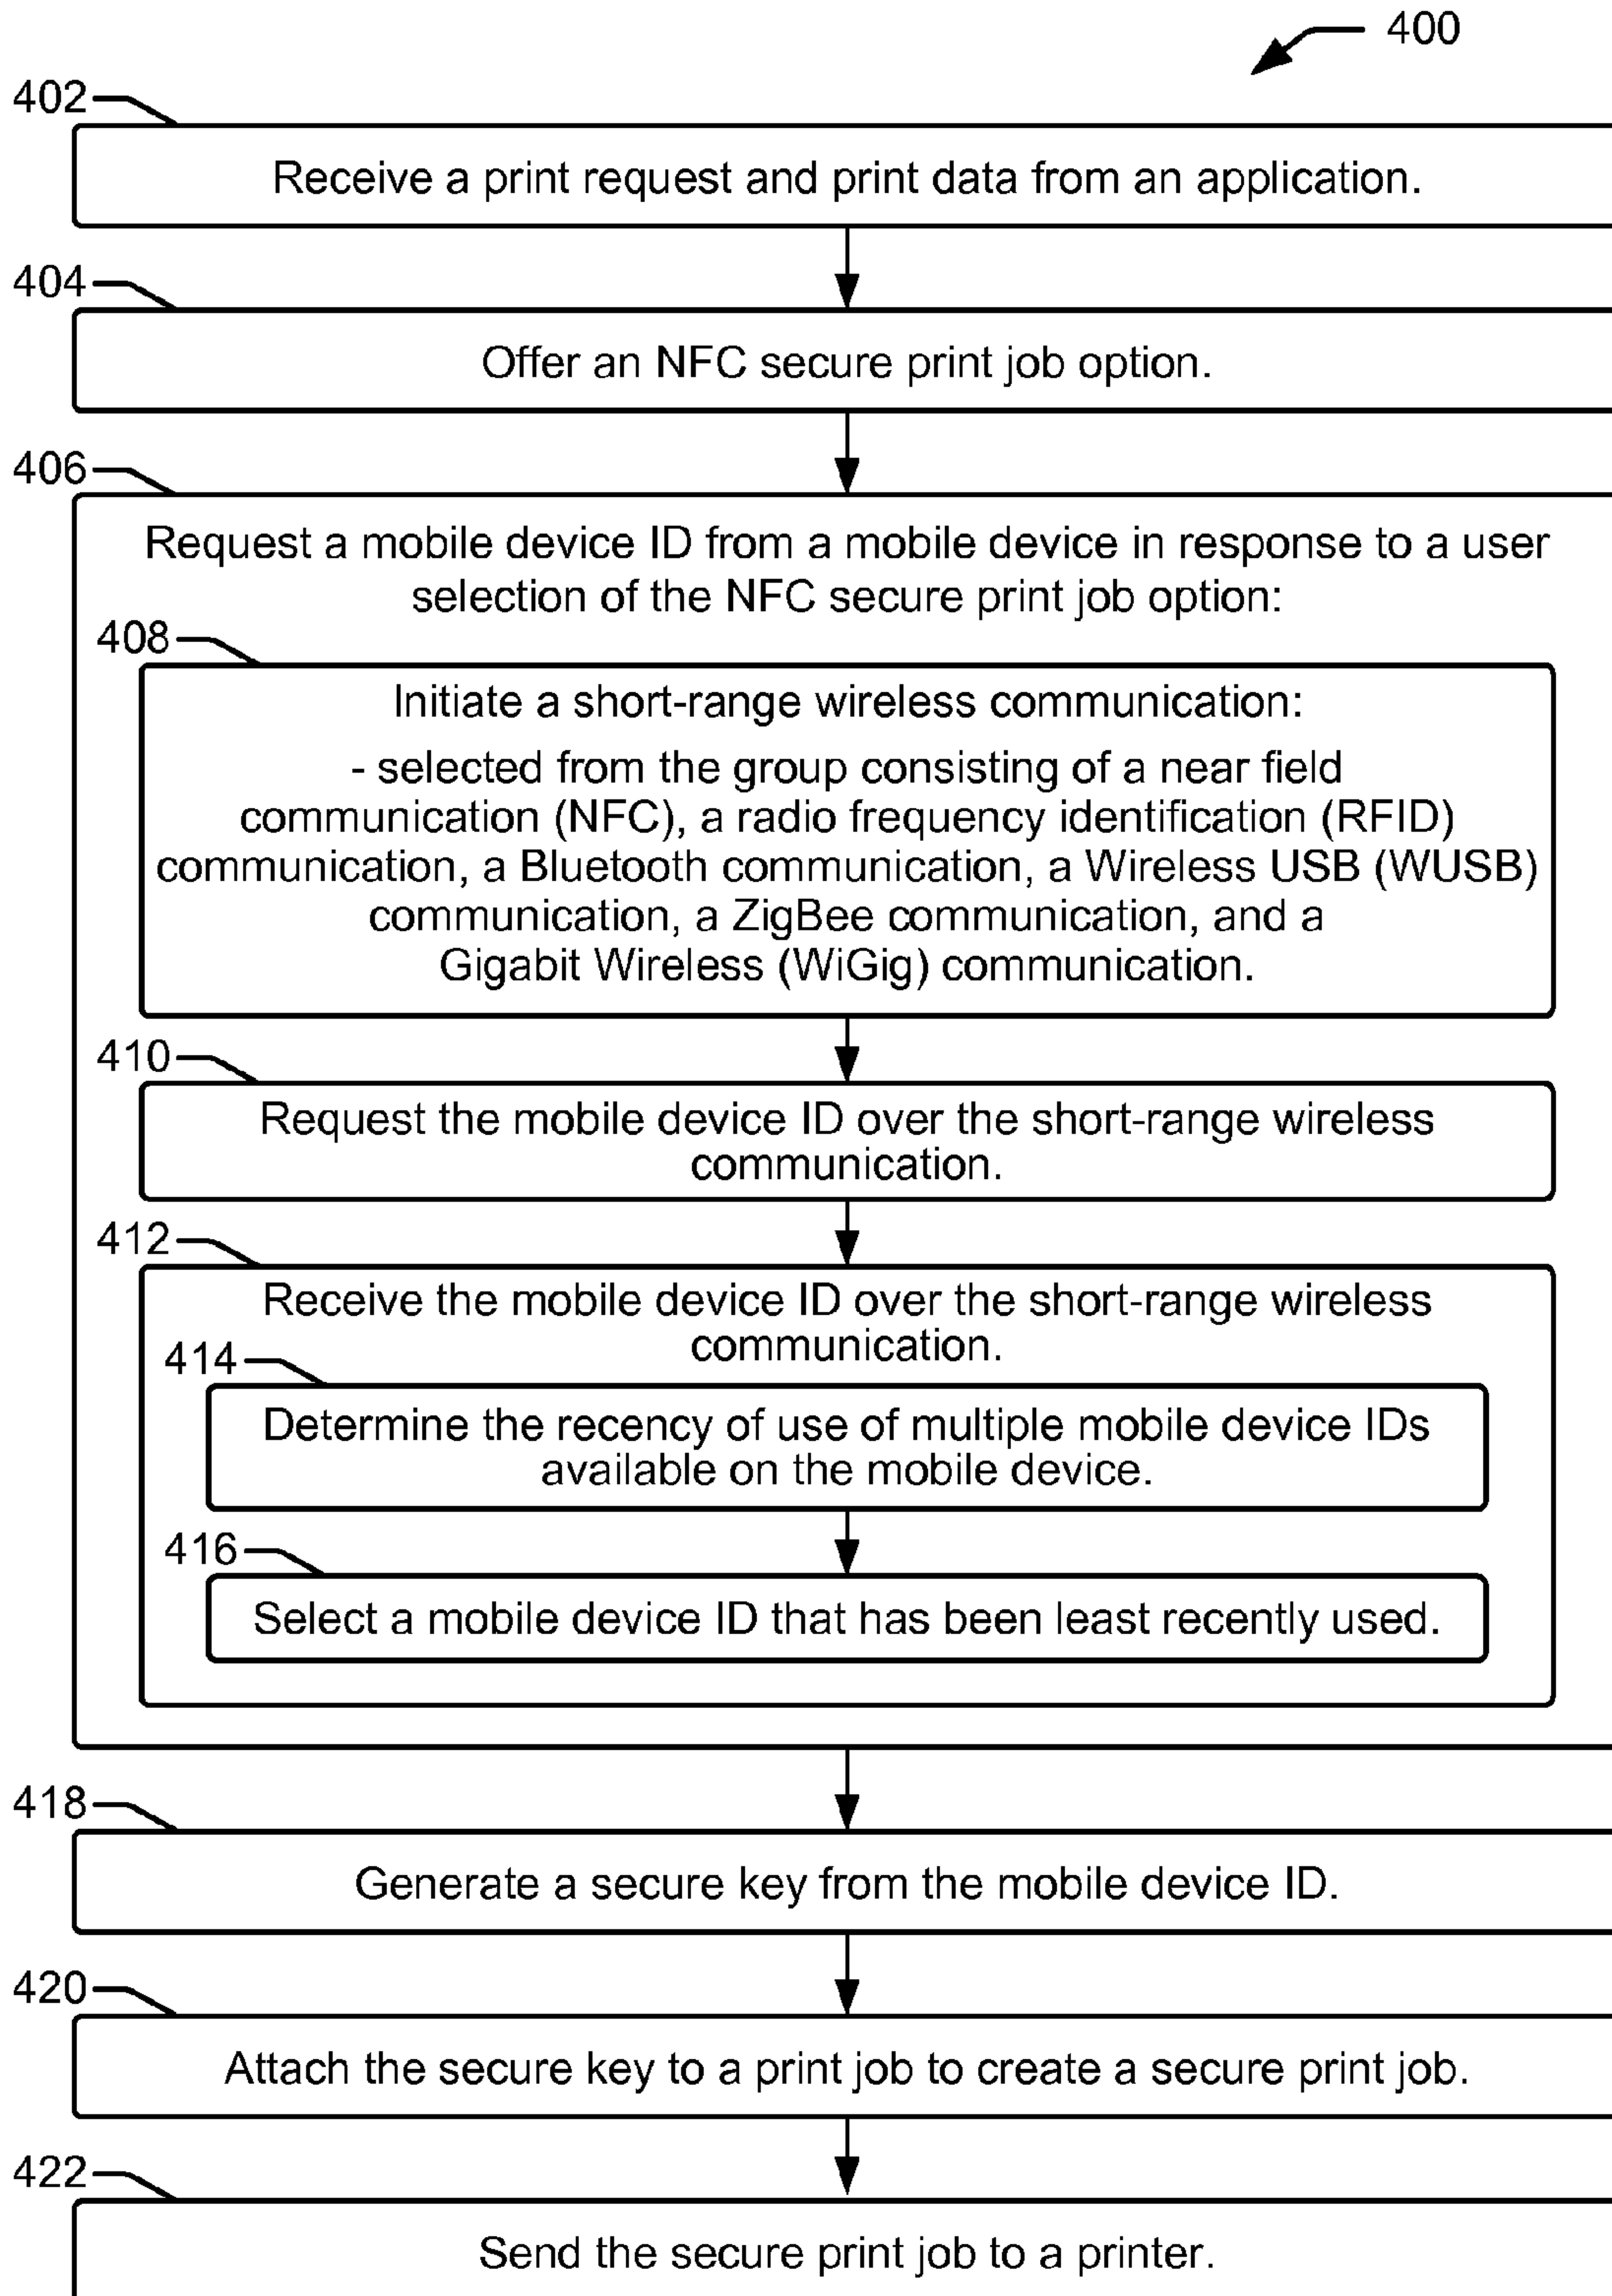 400
402
Receive a print request and print data from an application.
404
Offer an NFC secure print job option.
406
Request a mobile device ID from a mobile device in response to a user
selection of the NFC secure print job option:
408
Initiate a short-range wireless communication:
- selected from the group consisting of a near field
communication (NFC), a radio frequency identification (RFID)
communication, a Bluetooth communication, a Wireless USB (WUSB)
communication, a ZigBee communication, and a
Gigabit Wireless (WiGig) communication.
410
Request the mobile device ID over the short-range wireless
communication.
412
Receive the mobile device ID over the short-range wireless
communication.
414
Determine the recency of use of multiple mobile device IDs
available on the mobile device.
416
Select a mobile device ID that has been least recently used.
418
Generate a secure key from the mobile device ID.
420
Attach the secure key to a print job to create a secure print job.
422
Send the secure print job to a printer.